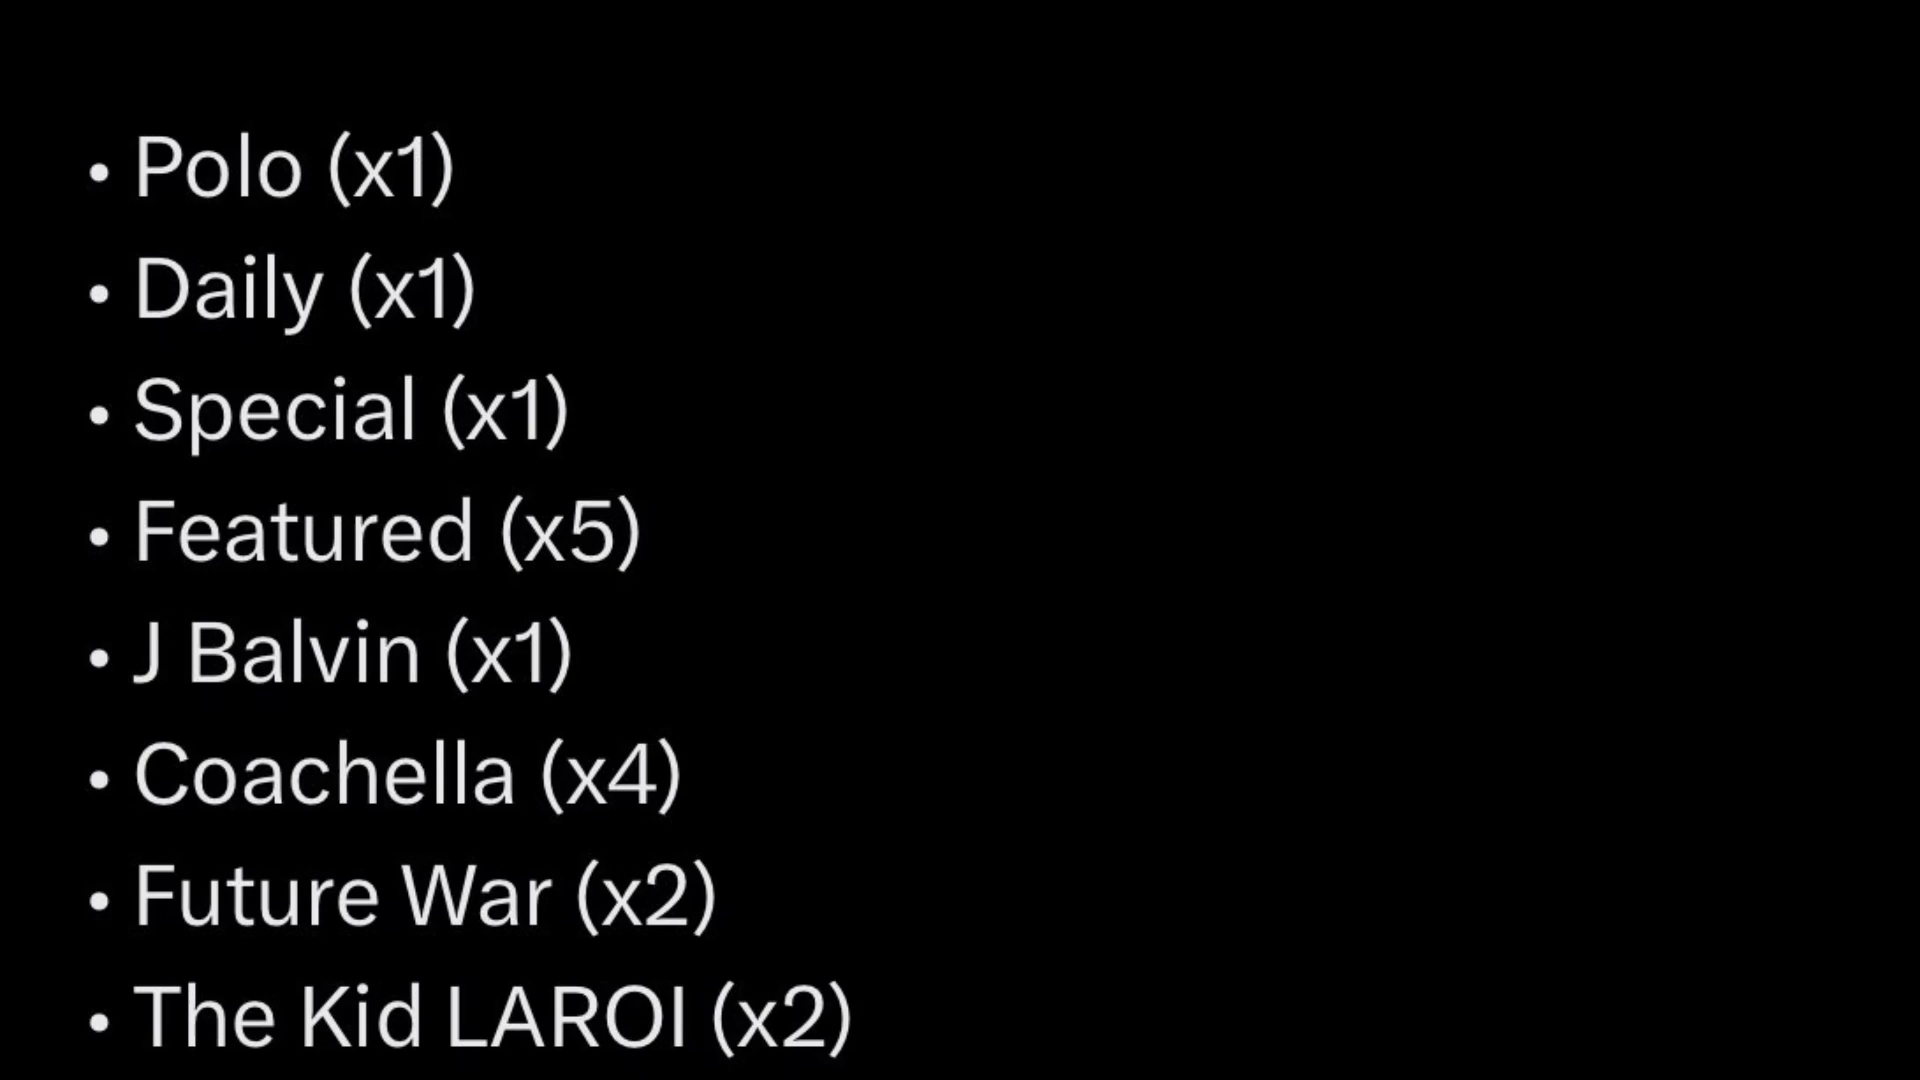 • Polo (x1)
• Daily (x1)
• Special (x1)
• Featured (x5)
• J Balvin (x1)
• Coachella (x4)
• Future War (x2)
• The Kid LAROI (x2)